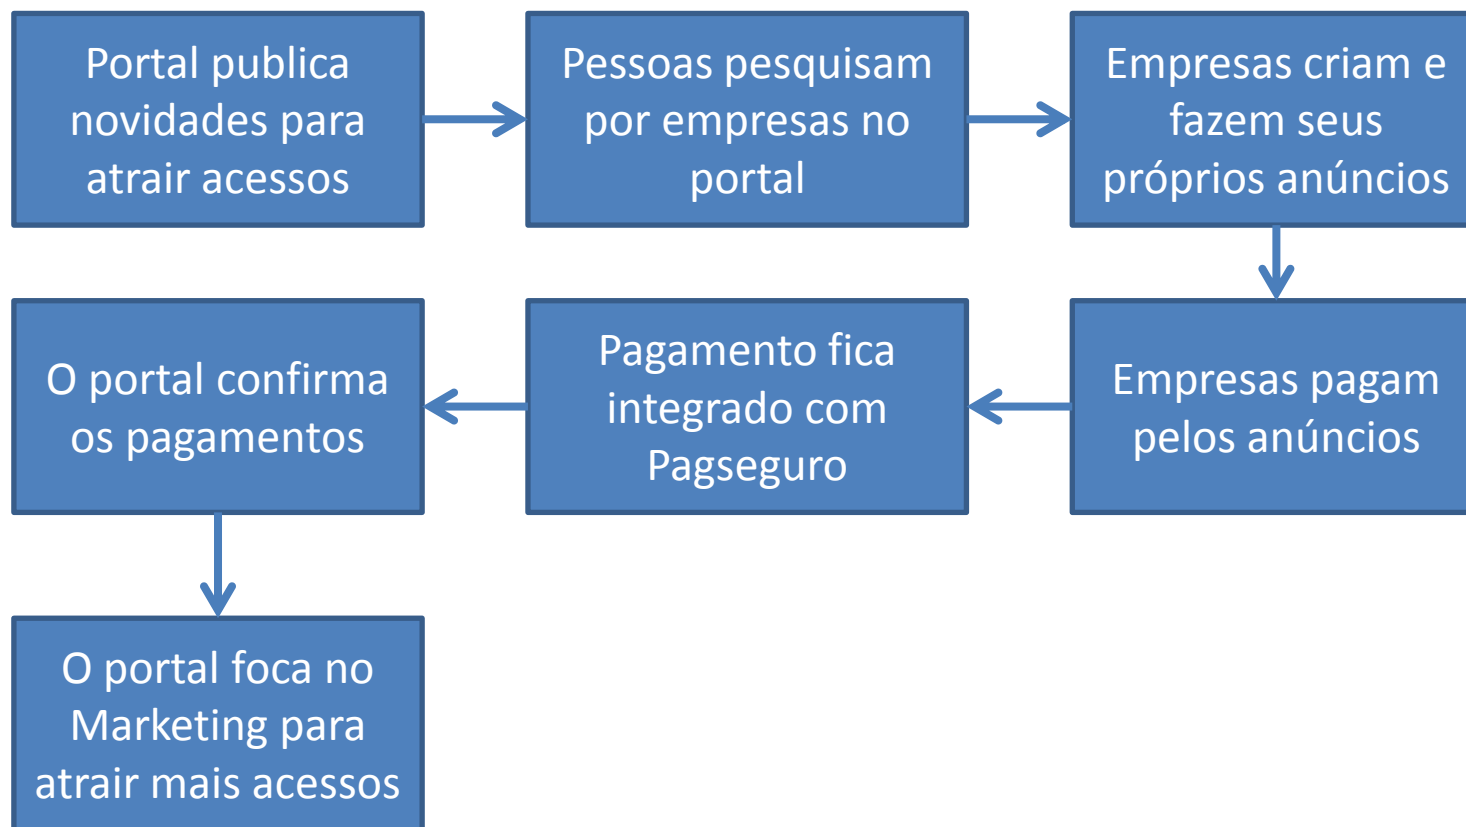 Portal publica
novidades para
atrair acessos
Pessoas pesquisam
por empresas no
portal
Empresas criam e
fazem seus
próprios anúncios
Empresas pagam
pelos anúncios
Pagamento fica
integrado com
Pagseguro
O portal confirma
os pagamentos
O portal foca no
Marketing para
atrair mais acessos